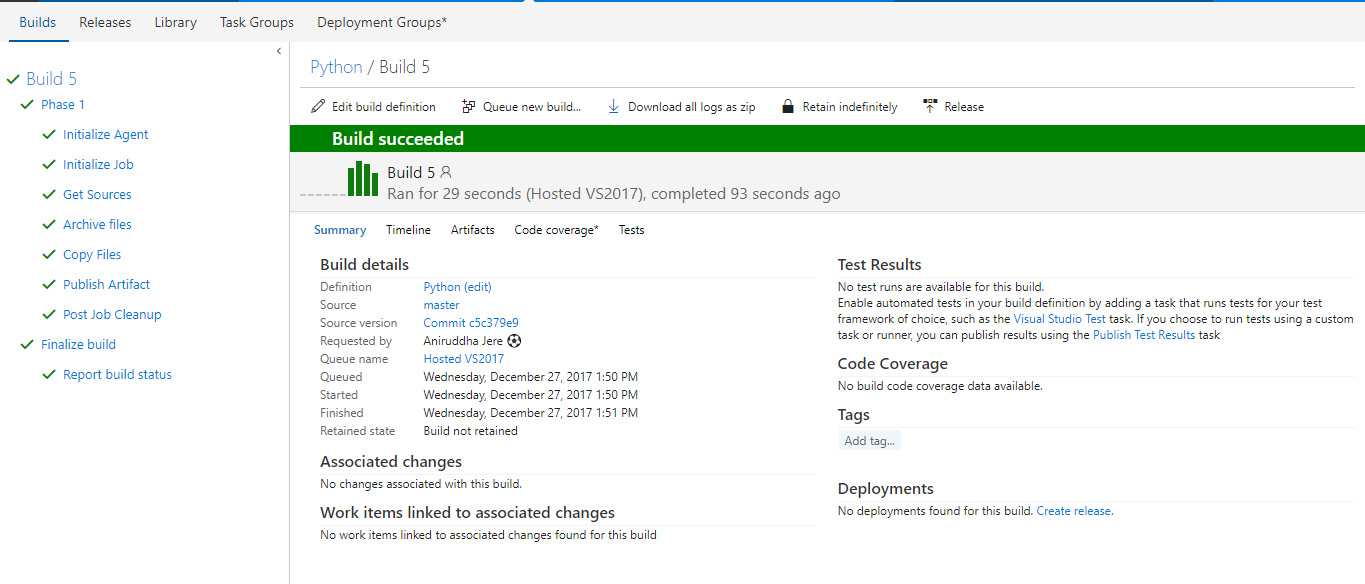 Builds Releases Library Task Groups Deployment Groups*
Build 5
Phase 1
Initialize Agent
Initialize Job
Get Sources
Archive files
Copy Files
Publish Artifact
Post Job Cleanup
Finalize build
Report build status
Python / Build 5
Edit build definition Queue new build... Download all logs as zip Retain indefinitely Release
Build succeeded
Build 5
Ran for 29 seconds (Hosted VS2017), completed 93 seconds ago
Summary Timeline Artifacts Code coverage* Tests
Build details
Definition Python (edit)
Source master
Source version Commit c5c379e9
Requested by Aniruddha Jere
Queue name Hosted VS2017
Queued Wednesday, December 27, 2017 1:50 PM
Started Wednesday, December 27, 2017 1:50 PM
Finished Wednesday, December 27, 2017 1:51 PM
Retained state Build not retained
Associated changes
No changes associated with this build.
Work items linked to associated changes
No work items linked to associated changes found for this build
Test Results
No test runs are available for this build.
Enable automated tests in your build definition by adding a task that runs tests for your test
framework of choice, such as the Visual Studio Test task. If you choose to run tests using a custom
task or runner, you can publish results using the Publish Test Results task
Code Coverage
No build code coverage data available.
Tags
Add tag...
Deployments
No deployments found for this build. Create release.